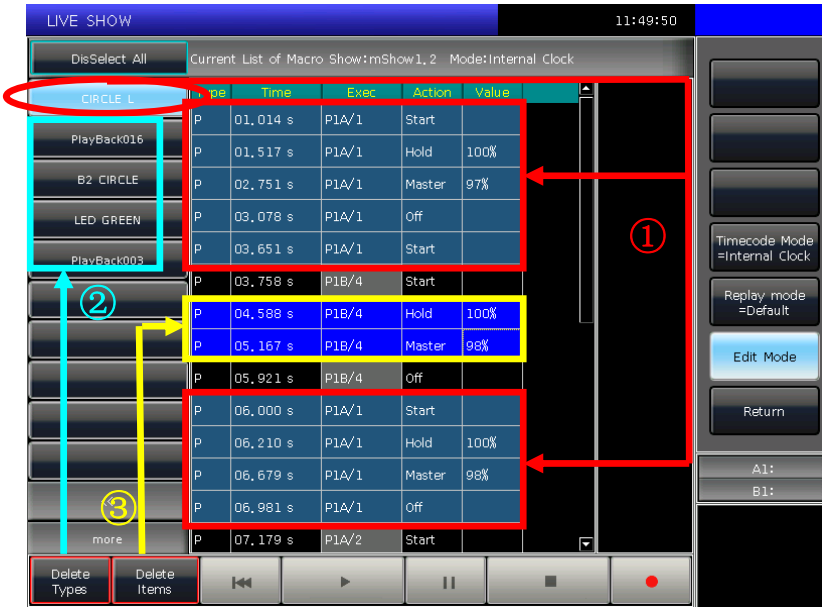 LIVE SHOW 11:49:50
DisSelect All Current List of Macro Show:mShow1.2 Mode:Internal Clock
CIRCLE L
Type Time Exec Action Value
P 01.014 s P1A/1 Start
PlayBack016
P 01.517 s P1A/1 Hold 100%
B2 CIRCLE
P 02.751 s P1A/1 Master 97%
LED GREEN
P 03.078 s P1A/1 Off
①
Timecode Mode
=Internal Clock
PlayBack003
P 03.651 s P1A/1 Start
P 03.758 s P1B/4 Start
②
Replay mode
=Default
P 04.588 s P1B/4 Hold 100%
P 05.167 s P1B/4 Master 98%
Edit Mode
P 05.921 s P1B/4 Off
P 06.000 s P1A/1 Start
Return
P 06.210 s P1A/1 Hold 100%
P 06.679 s P1A/1 Master 98%
A1:
B1:
③
P 06.981 s P1A/1 Off
more
P 07.179 s P1A/2 Start
Delete
Types
Delete
Items